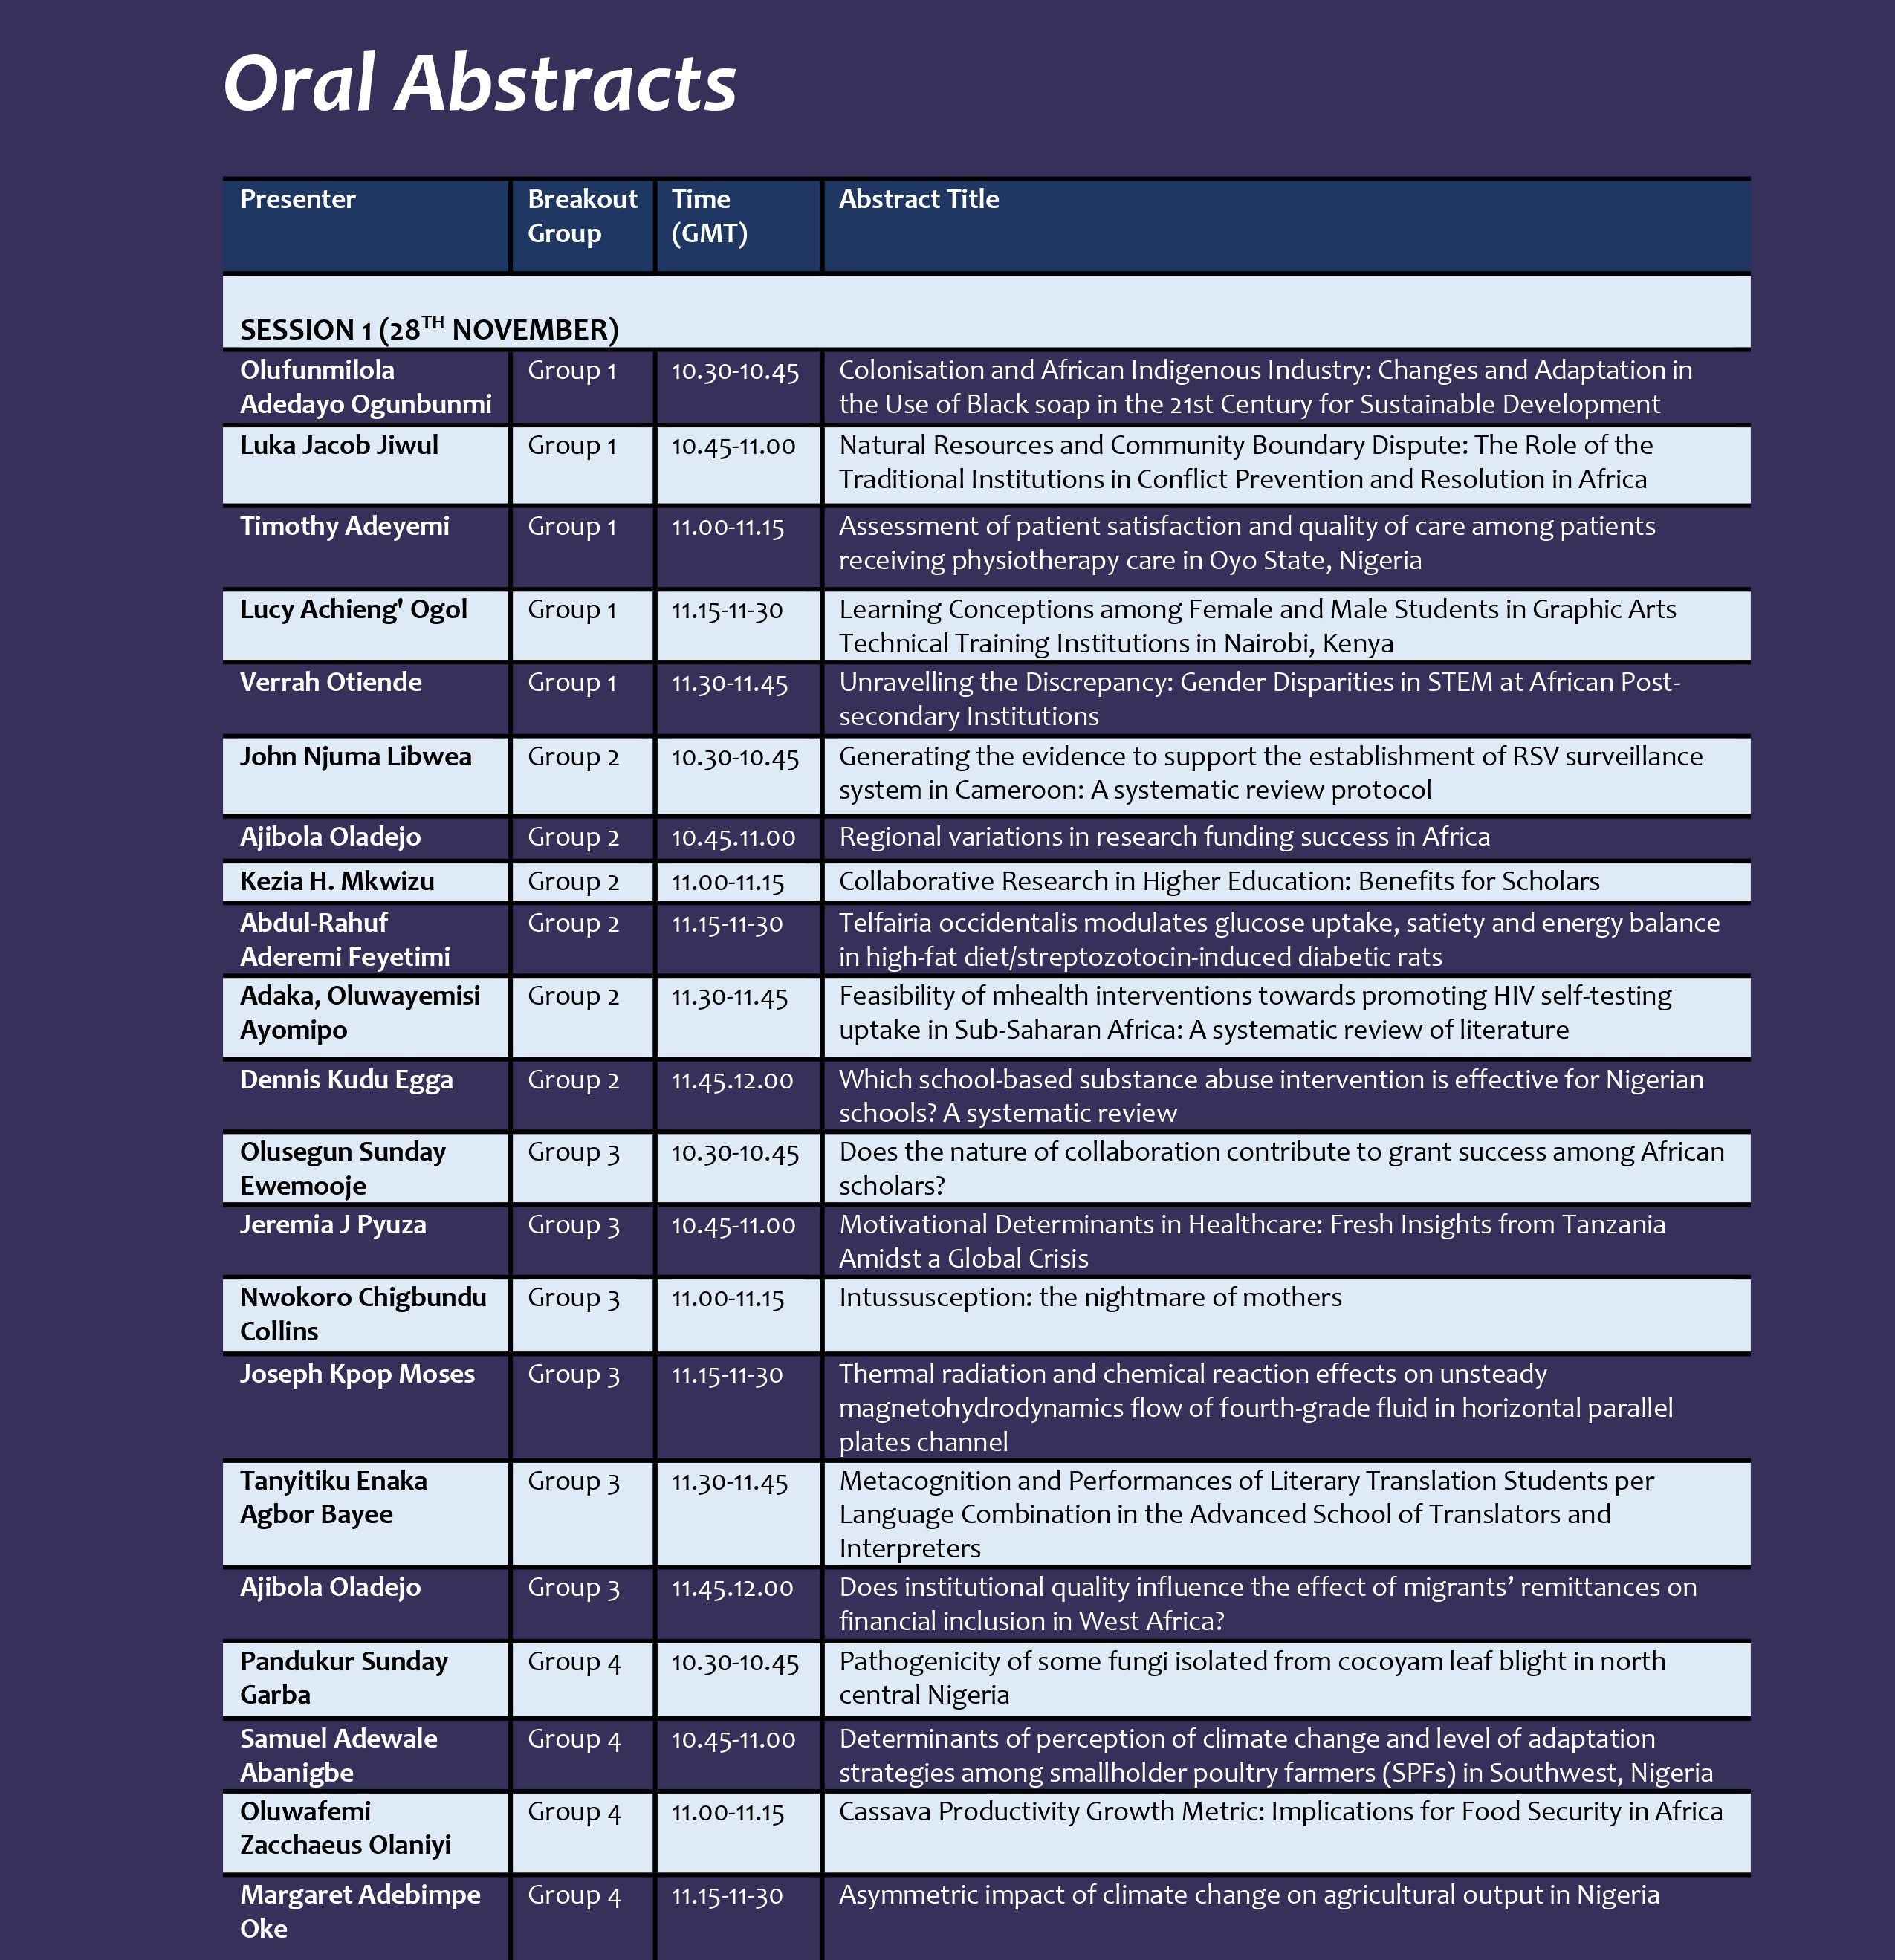 Oral Abstracts
Presenter
Breakout
Group
Time
(GMT)
Abstract Title
SESSION 1 (28TH NOVEMBER)
Olufunmilola
Adedayo Ogunbunmi
Group 1
10.30-10.45
Colonisation and African Indigenous Industry: Changes and Adaptation in
the Use of Black soap in the 21st Century for Sustainable Development
Luka Jacob Jiwul
Group 1
10.45-11.00
Natural Resources and Community Boundary Dispute: The Role of the
Traditional Institutions in Conflict Prevention and Resolution in Africa
Timothy Adeyemi
Group 1
11.00-11.15
Assessment of patient satisfaction and quality of care among patients
receiving physiotherapy care in Oyo State, Nigeria
Lucy Achieng' Ogol
Group 1
11.15-11-30
Learning Conceptions among Female and Male Students in Graphic Arts
Technical Training Institutions in Nairobi, Kenya
Verrah Otiende
Group 1
11.30-11.45
Unravelling the Discrepancy: Gender Disparities in STEM at African Post-
secondary Institutions
John Njuma Libwea
Group 2
10.30-10.45
Generating the evidence to support the establishment of RSV surveillance
system in Cameroon: A systematic review protocol
Ajibola Oladejo
Group 2
10.45.11.00
Regional variations in research funding success in Africa
Kezia H. Mkwizu
Group 2
11.00-11.15
Collaborative Research in Higher Education: Benefits for Scholars
Abdul-Rahuf
Aderemi Feyetimi
Group 2
11.15-11-30
Telfairia occidentalis modulates glucose uptake, satiety and energy balance
in high-fat diet/streptozotocin-induced diabetic rats
Adaka, Oluwayemisi
Ayomipo
Group 2
11.30-11.45
Feasibility of mhealth interventions towards promoting HIV self-testing
uptake in Sub-Saharan Africa: A systematic review of literature
Dennis Kudu Egga
Group 2
11.45.12.00
Which school-based substance abuse intervention is effective for Nigerian
schools? A systematic review
Olusegun Sunday
Ewemooje
Group 3
10.30-10.45
Does the nature of collaboration contribute to grant success among African
scholars?
Jeremia J Pyuza
Group 3
10.45-11.00
Motivational Determinants in Healthcare: Fresh Insights from Tanzania
Amidst a Global Crisis
Nwokoro Chigbundu
Collins
Group 3
11.00-11.15
Intussusception: the nightmare of mothers
Joseph Kpop Moses
Group 3
11.15-11-30
Thermal radiation and chemical reaction effects on unsteady
magnetohydrodynamics flow of fourth-grade fluid in horizontal parallel
plates channel
Tanyitiku Enaka
Agbor Bayee
Group 3
11.30-11.45
Metacognition and Performances of Literary Translation Students per
Language Combination in the Advanced School of Translators and
Interpreters
Ajibola Oladejo
Group 3
11.45.12.00
Does institutional quality influence the effect of migrants’ remittances on
financial inclusion in West Africa?
Pandukur Sunday
Garba
Group 4
10.30-10.45
Pathogenicity of some fungi isolated from cocoyam leaf blight in north
central Nigeria
Samuel Adewale
Abanigbe
Group 4
10.45-11.00
Determinants of perception of climate change and level of adaptation
strategies among smallholder poultry farmers (SPFs) in Southwest, Nigeria
Oluwafemi
Zacchaeus Olaniyi
Group 4
11.00-11.15
Cassava Productivity Growth Metric: Implications for Food Security in Africa
Margaret Adebimpe
Oke
Group 4
11.15-11-30
Asymmetric impact of climate change on agricultural output in Nigeria